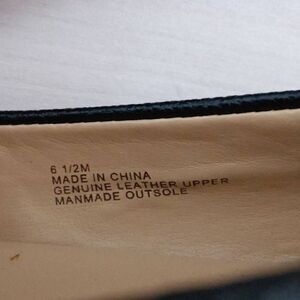 6 1/2M
MADE IN CHINA
GENUINE LEATHER UPPER
MANMADE OUTSOLE